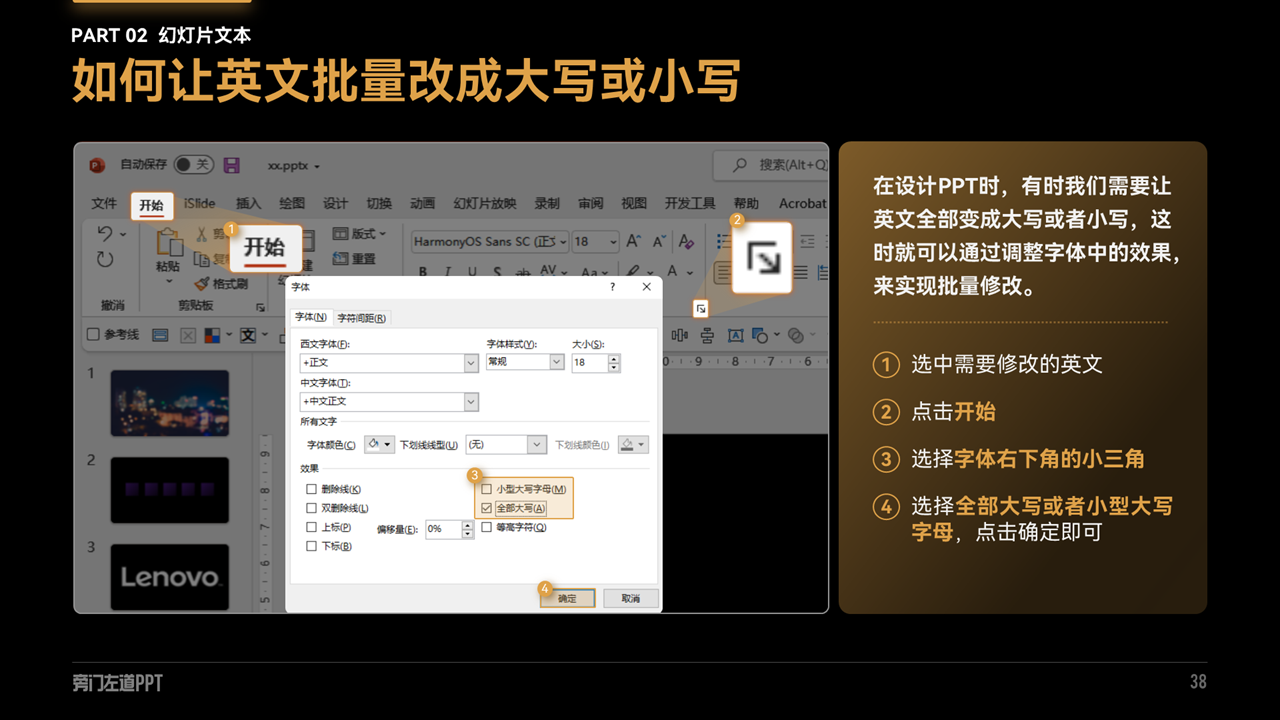 PART 02 幻灯片文本
如何让英文批量改成大写或小写
自动保存 关 xx.pptx 搜索(Alt+Q)
文件 开始 iSlide 插入 绘图 设计 切换 动画 幻灯片放映 录制 审阅 视图 开发工具 帮助 Acrobat
1 开始
2
粘贴
格式刷
版式
重置
HarmonyOS Sans SC (正文 18
撤消 剪贴板
参考线
字体
字体(N) 字符间距(R)
西文字体(F): 字体样式(Y): 大小(S):
+正文 常规 18
中文字体(T):
+中文正文
所有文字
字体颜色(C) 下划线线型(U) (无) 下划线颜色(I)
效果
3
删除线(K) 小型大写字母(M)
双删除线(L) 全部大写(A)
上标(P) 偏移量(E): 0% 等高字符(Q)
下标(B)
4 确定 取消
1
2
3
Lenovo
在设计PPT时，有时我们需要让
英文全部变成大写或者小写，这
时就可以通过调整字体中的效果，
来实现批量修改。
1 选中需要修改的英文
2 点击开始
3 选择字体右下角的小三角
4 选择全部大写或者小型大写
字母，点击确定即可
旁门左道PPT
38